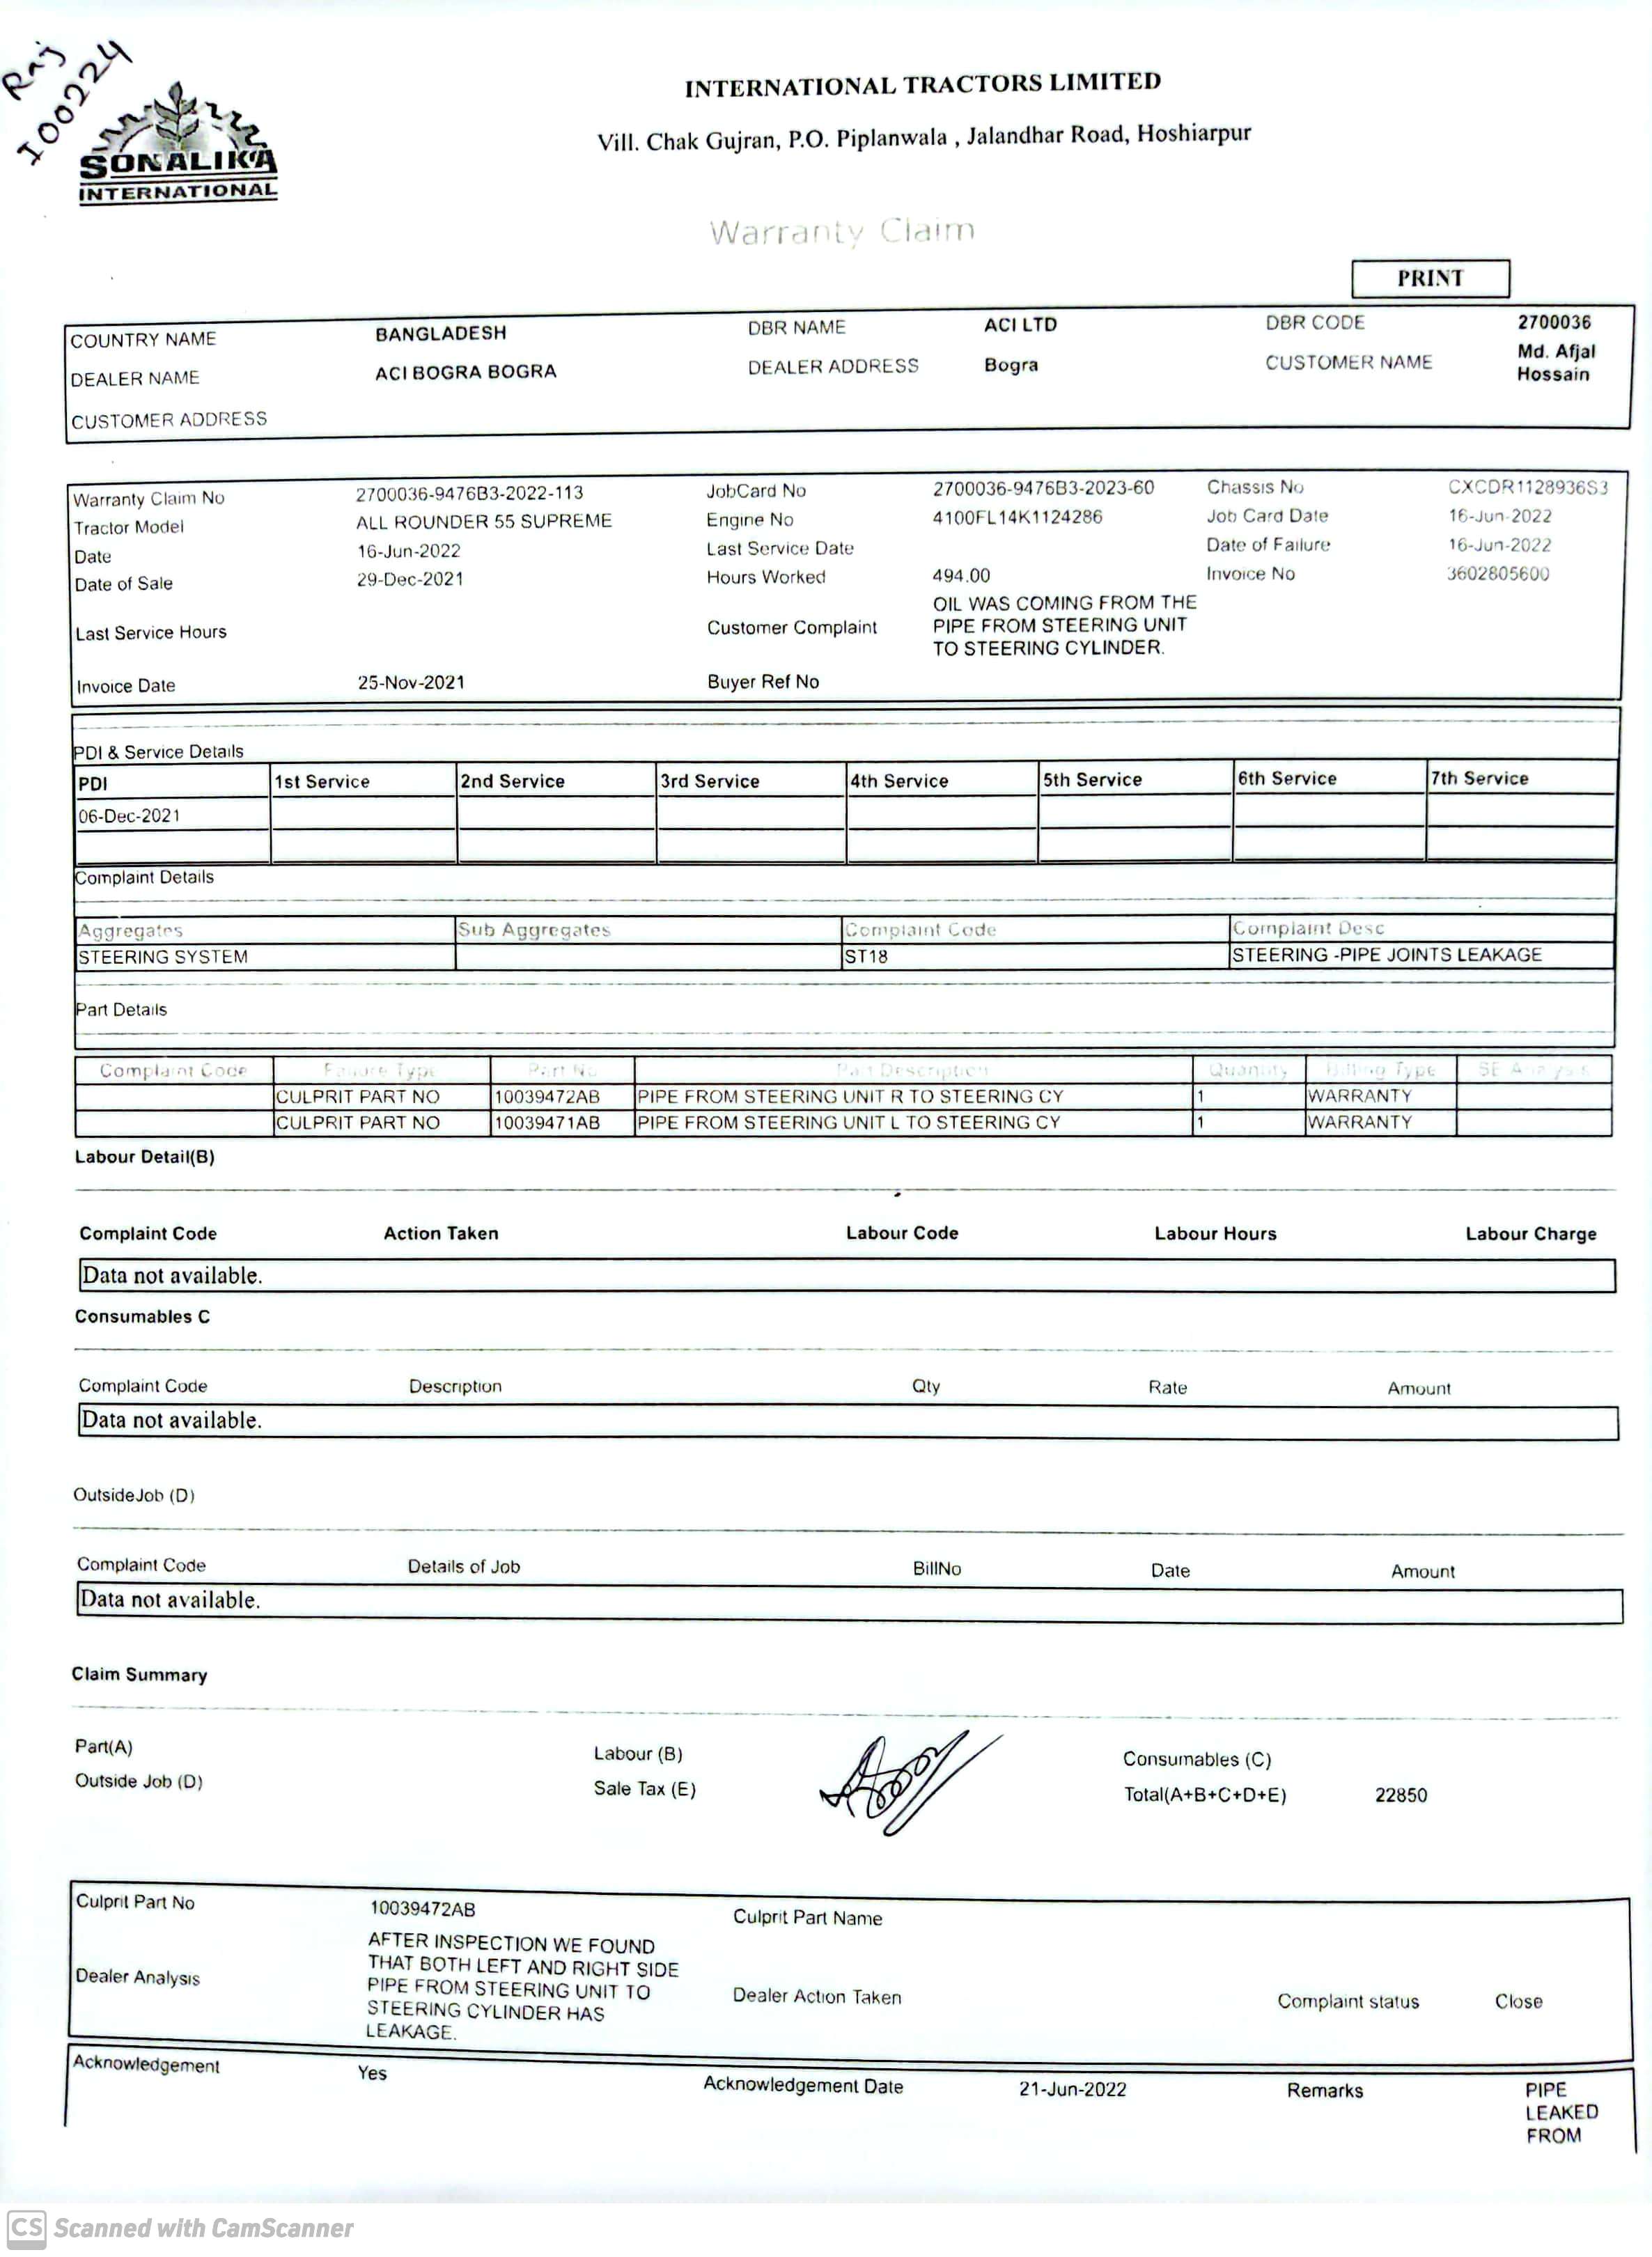 Raj
I00224
SONALIKA
INTERNATIONAL
INTERNATIONAL TRACTORS LIMITED
Vill. Chak Gujran, P.O. Piplanwala , Jalandhar Road, Hoshiarpur
Warranty Claim
PRINT
COUNTRY NAME BANGLADESH DBR NAME ACI LTD DBR CODE 2700036
DEALER NAME ACI BOGRA BOGRA DEALER ADDRESS Bogra CUSTOMER NAME Md. Afjal
Hossain
CUSTOMER ADDRESS
Warranty Claim No 2700036-9476B3-2022-113 JobCard No 2700036-9476B3-2023-60 Chassis No CXCDR1128936S3
Tractor Model ALL ROUNDER 55 SUPREME Engine No 4100FL14K1124286 Job Card Date 16-Jun-2022
Date 16-Jun-2022 Last Service Date Date of Failure 16-Jun-2022
Date of Sale 29-Dec-2021 Hours Worked 494.00 Invoice No 3602805600
Last Service Hours Customer Complaint OIL WAS COMING FROM THE
PIPE FROM STEERING UNIT
TO STEERING CYLINDER.
Invoice Date 25-Nov-2021 Buyer Ref No
PDI & Service Details
PDI 1st Service 2nd Service 3rd Service 4th Service 5th Service 6th Service 7th Service
06-Dec-2021
Complaint Details
Aggregates Sub Aggregates Complaint Code Complaint Desc
STEERING SYSTEM ST18 STEERING -PIPE JOINTS LEAKAGE
Part Details
Complaint Code Failure Type Part No Part Description Quantity Billing Type SE Analysis
CULPRIT PART NO 10039472AB PIPE FROM STEERING UNIT R TO STEERING CY 1 WARRANTY
CULPRIT PART NO 10039471AB PIPE FROM STEERING UNIT L TO STEERING CY 1 WARRANTY
Labour Detail(B)
Complaint Code Action Taken Labour Code Labour Hours Labour Charge
Data not available.
Consumables C
Complaint Code Description Qty Rate Amount
Data not available.
OutsideJob (D)
Complaint Code Details of Job BillNo Date Amount
Data not available.
Claim Summary
Part(A) Labour (B) Consumables (C)
Outside Job (D) Sale Tax (E) Total(A+B+C+D+E) 22850
Culprit Part No 10039472AB Culprit Part Name
Dealer Analysis AFTER INSPECTION WE FOUND
THAT BOTH LEFT AND RIGHT SIDE
PIPE FROM STEERING UNIT TO
STEERING CYLINDER HAS
LEAKAGE.
Dealer Action Taken Complaint status Close
Acknowledgement Yes Acknowledgement Date 21-Jun-2022 Remarks PIPE
LEAKED
FROM
CS Scanned with CamScanner